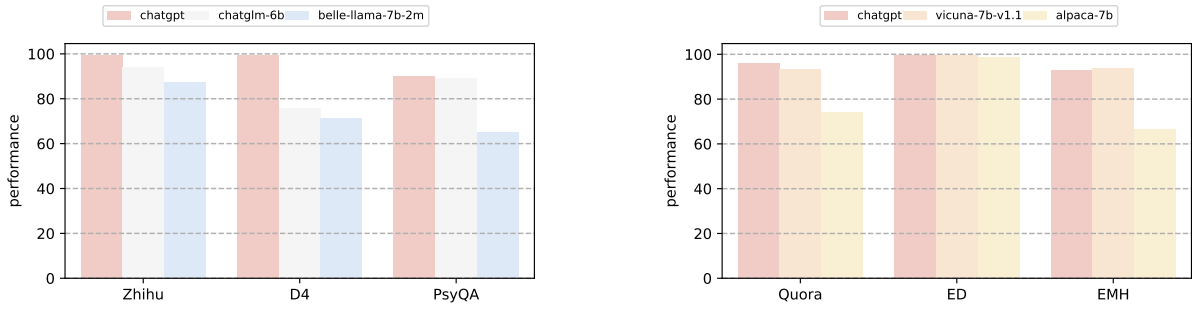 chatgpt chatglm-6b belle-llama-7b-2m
performance
100
80
60
40
20
0
Zhihu D4 PsyQA
chatgpt vicuna-7b-v1.1 alpaca-7b
performance
100
80
60
40
20
0
Quora ED EMH